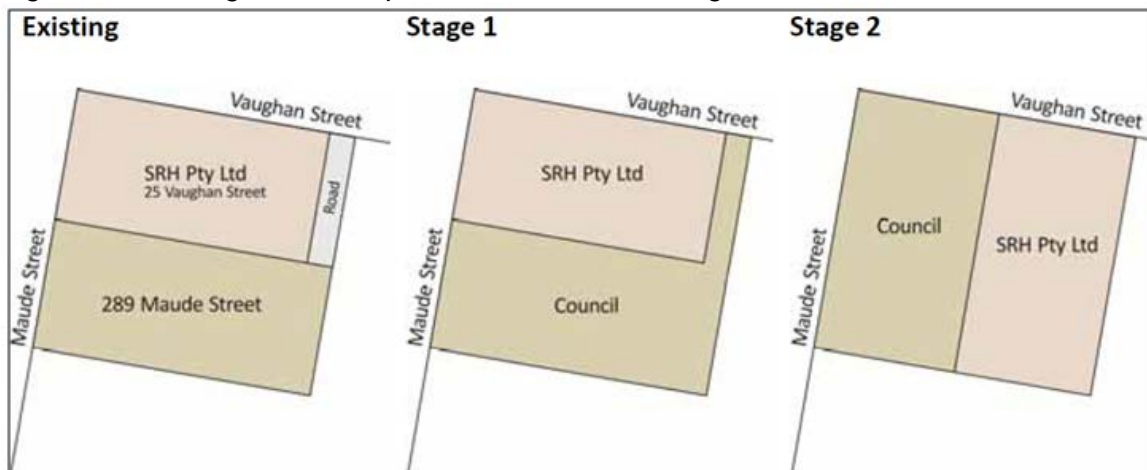 Existing
Vaughan Street
SRH Pty Ltd
25 Vaughan Street
Road
Maude Street
289 Maude Street
Stage 1
Vaughan Street
SRH Pty Ltd
Maude Street
Council
Stage 2
Vaughan Street
Council
SRH Pty Ltd
Maude Street